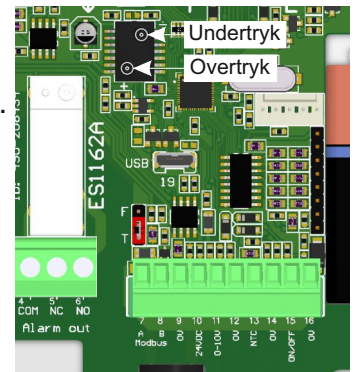 Undertryk
Overtryk
+
ES1162A
USB
19
F
T
4 5 6
COM NC NO
Alarm out
7 8 9 10 11 12 13 14 15 16
A B 0V 24VDC 0-10V 0V NTC 0V ON/OFF 0V
Modbus